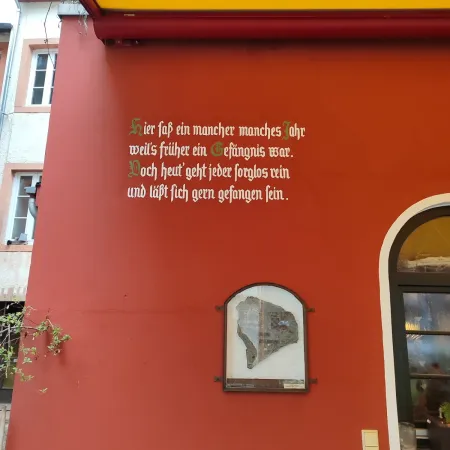 Hier saß ein mancher manches Jahr
weil's früher ein Gefängnis war.
Doch heut' geht jeder sorglos rein
und läßt sich gern gefangen sein.